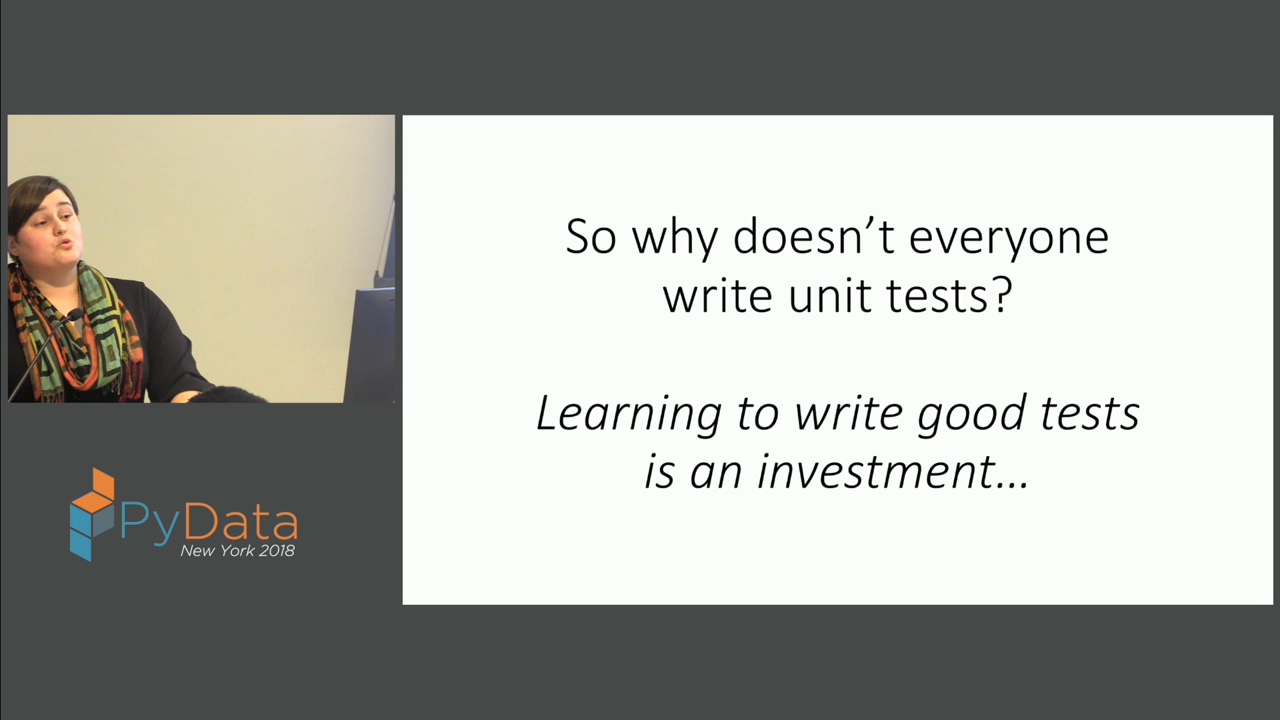 So why doesn’t everyone
write unit tests?
Learning to write good tests
is an investment…
PyData
New York 2018